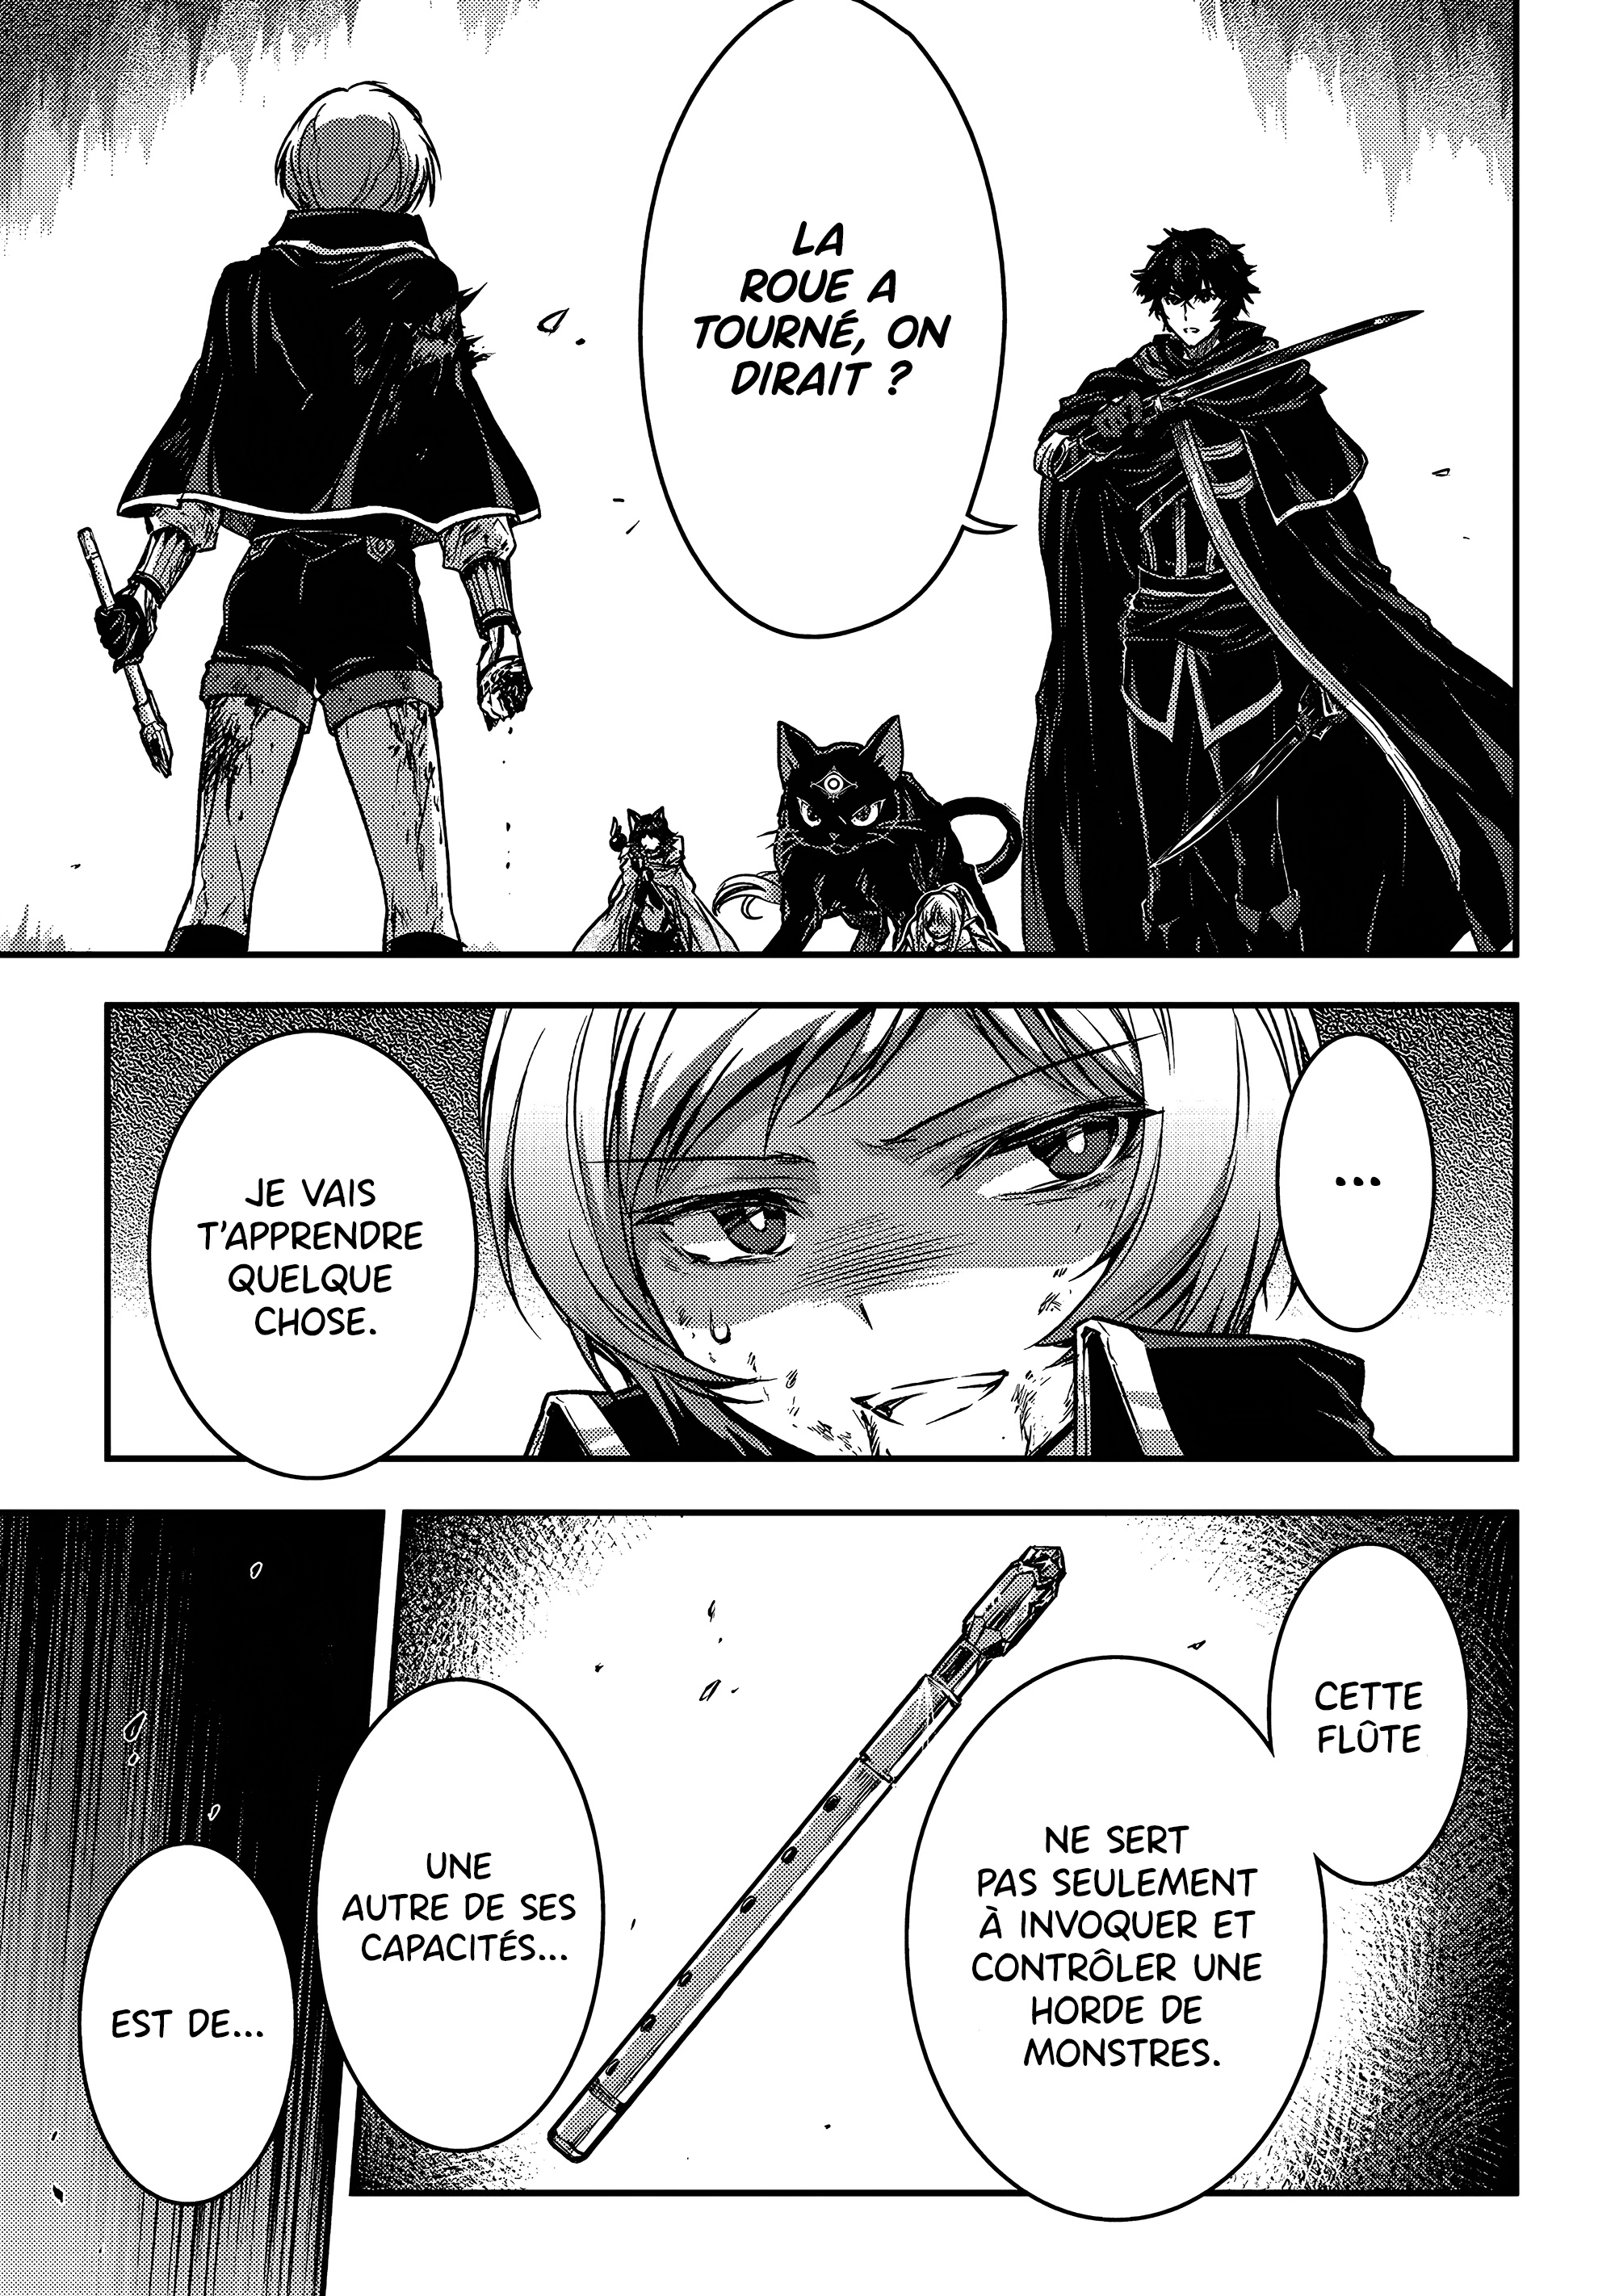 LA
ROUE A
TOURNÉ, ON
DIRAIT ?
...
JE VAIS
T'APPRENDRE
QUELQUE
CHOSE.
CETTE
FLÛTE
NE SERT
PAS SEULEMENT
À INVOQUER ET
CONTRÔLER UNE
HORDE DE
MONSTRES.
UNE
AUTRE DE SES
CAPACITÉS...
EST DE...